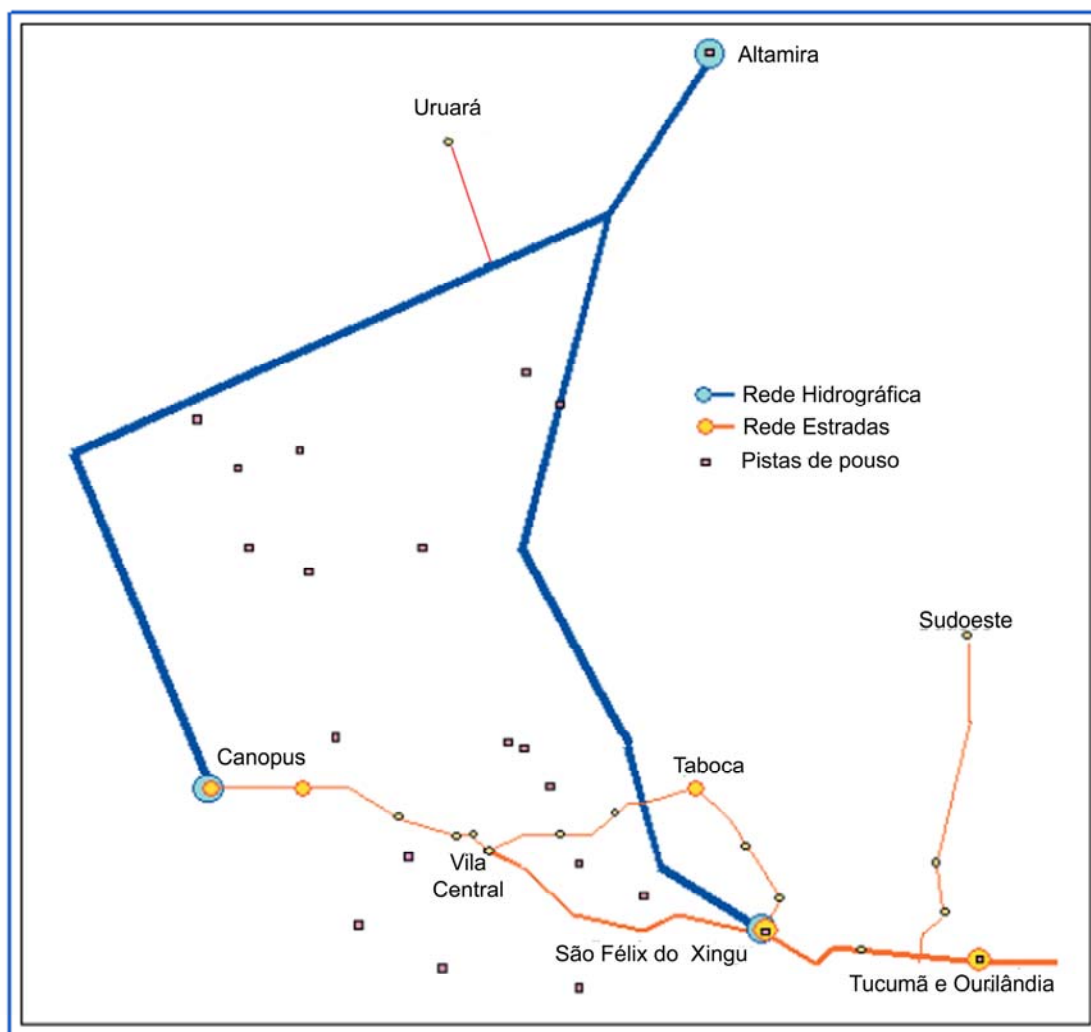 Altamira
Uruará
Rede Hidrográfica
Rede Estradas
Pistas de pouso
Sudoeste
Canopus
Taboca
Vila
Central
São Félix do Xingu
Tucumã e Ourilândia